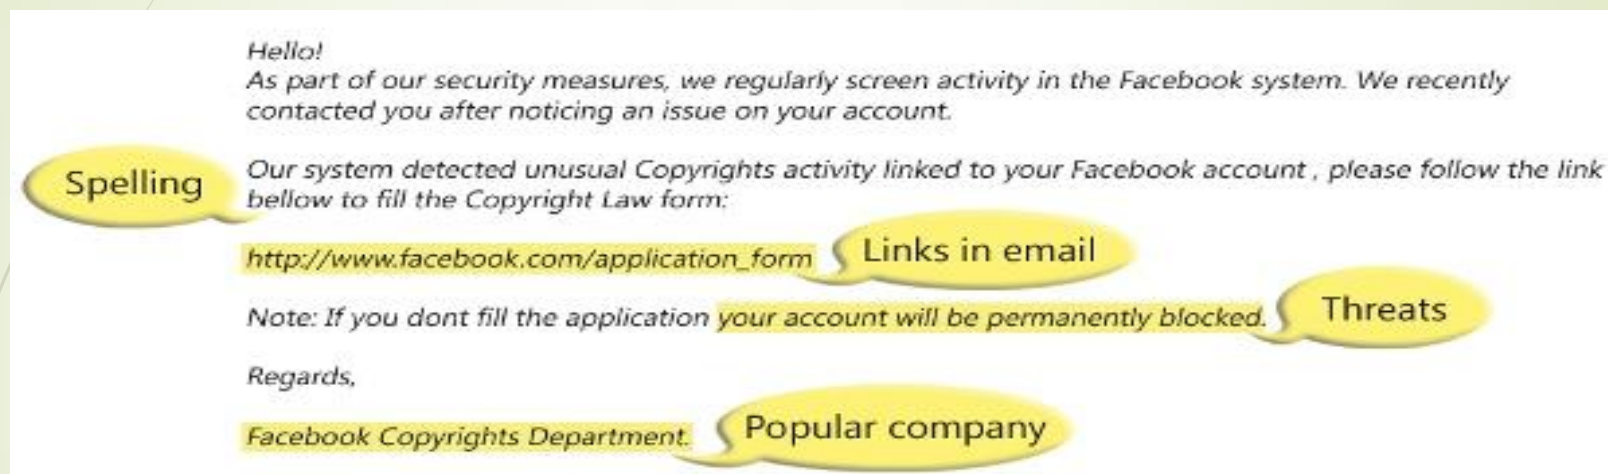 Hello!
As part of our security measures, we regularly screen activity in the Facebook system. We recently
contacted you after noticing an issue on your account.
Our system detected unusual Copyrights activity linked to your Facebook account , please follow the link
Spelling
bellow to fill the Copyright Law form:
http://www.facebook.com/application_form
Links in email
Note: If you dont fill the application your account will be permanently blocked.
Threats
Regards,
Facebook Copyrights Department.
Popular company